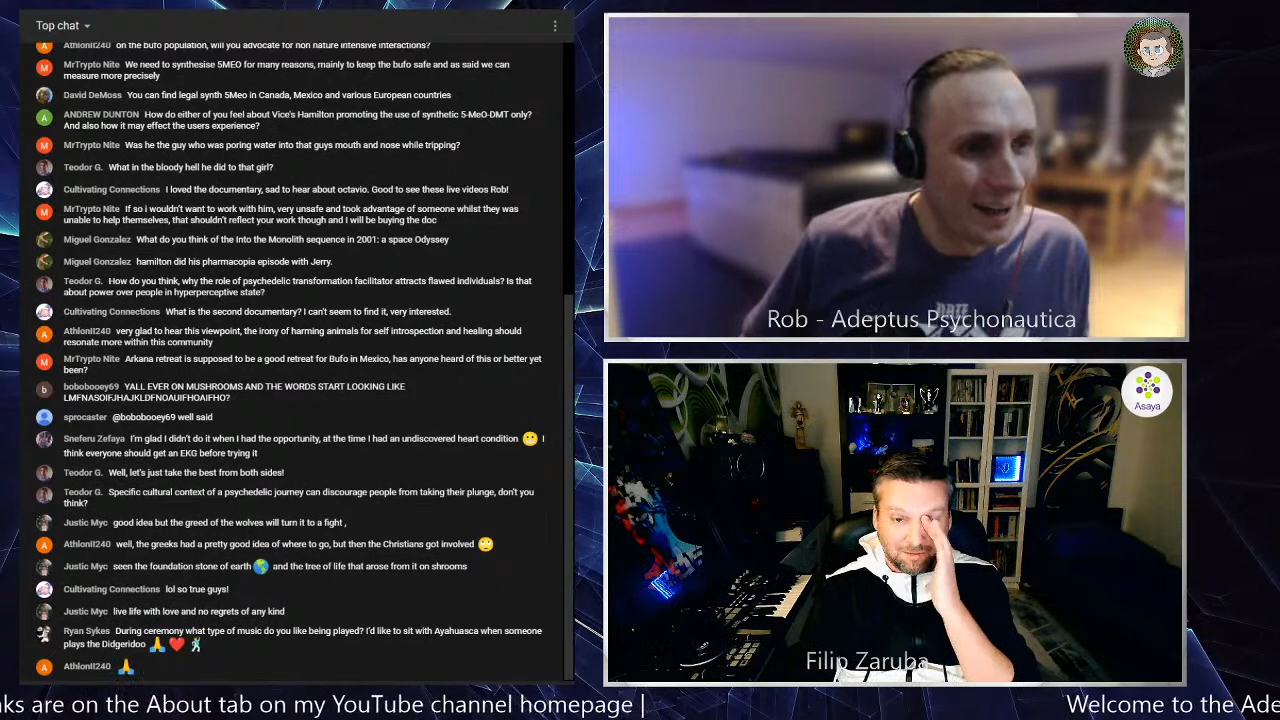 Top chat
AthlonII240 on the bufo population, will you advocate for non nature intensive interactions?
MrTrypto Nite We need to synthesise 5MEO for many reasons, mainly to keep the bufo safe and as said we can
measure more precisely
David DeMoss You can find legal synth 5Meo in Canada, Mexico and various European countries
ANDREW DUNTON How do either of you feel about Vice's Hamilton promoting the use of synthetic 5-MeO-DMT only?
And also how it may effect the users experience?
MrTrypto Nite Was he the guy who was poring water into that guys mouth and nose while tripping?
Teodor G. What in the bloody hell he did to that girl?
Cultivating Connections I loved the documentary, sad to hear about octavio. Good to see these live videos Rob!
MrTrypto Nite If so i wouldn't want to work with him, very unsafe and took advantage of someone whilst they was
unable to help themselves, that shouldn't reflect your work though and I will be buying the doc
Miguel Gonzalez What do you think of the Into the Monolith sequence in 2001: a space Odyssey
Miguel Gonzalez hamilton did his pharmacopia episode with Jerry.
Teodor G. How do you think, why the role of psychedelic transformation facilitator attracts flawed individuals? Is that
about power over people in hyperperceptive state?
Cultivating Connections What is the second documentary? I can't seem to find it, very interested.
AthlonII240 very glad to hear this viewpoint, the irony of harming animals for self introspection and healing should
resonate more within this community
MrTrypto Nite Arkana retreat is supposed to be a good retreat for Bufo in Mexico, has anyone heard of this or better yet
been?
bobobooey69 YALL EVER ON MUSHROOMS AND THE WORDS START LOOKING LIKE
LMFNASOIFJHAJKLDFNOAUIFHOAIFHO?
sprocaster @bobobooey69 well said
Sneferu Zefaya I'm glad I didn't do it when I had the opportunity, at the time I had an undiscovered heart condition 😬 I
think everyone should get an EKG before trying it
Teodor G. Well, let's just take the best from both sides!
Teodor G. Specific cultural context of a psychedelic journey can discourage people from taking their plunge, don't you
think?
Justic Myc good idea but the greed of the wolves will turn it to a fight ,
AthlonII240 well, the greeks had a pretty good idea of where to go, but then the Christians got involved 🙄
Justic Myc seen the foundation stone of earth 🌎 and the tree of life that arose from it on shrooms
Cultivating Connections lol so true guys!
Justic Myc live life with love and no regrets of any kind
Ryan Sykes During ceremony what type of music do you like being played? I'd like to sit with Ayahuasca when someone
plays the Didgeridoo 🙏 ❤️ 🕺
AthlonII240 🙏
Rob - Adeptus Psychonautica
Asaya
Filip Zaruba
nks are on the About tab on my YouTube channel homepage | Welcome to the Ade